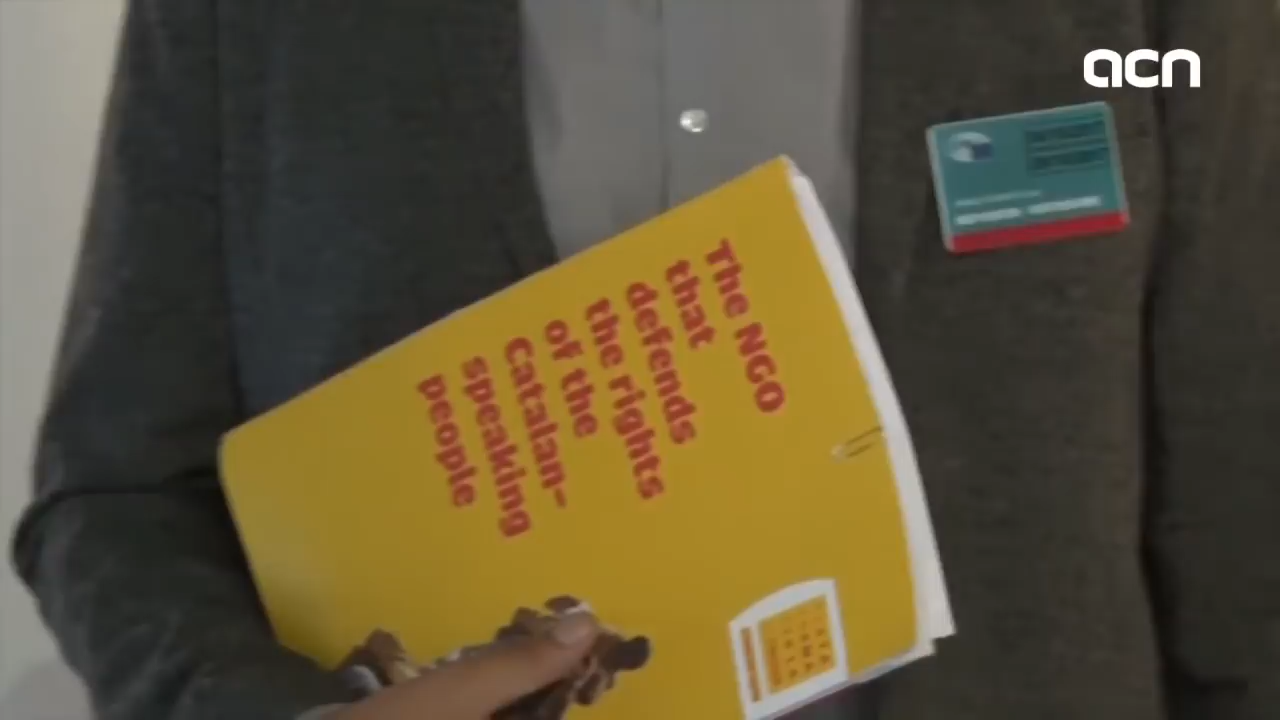 acn
The NGO
that
defends
the rights
of the
Catalan-
speaking
people